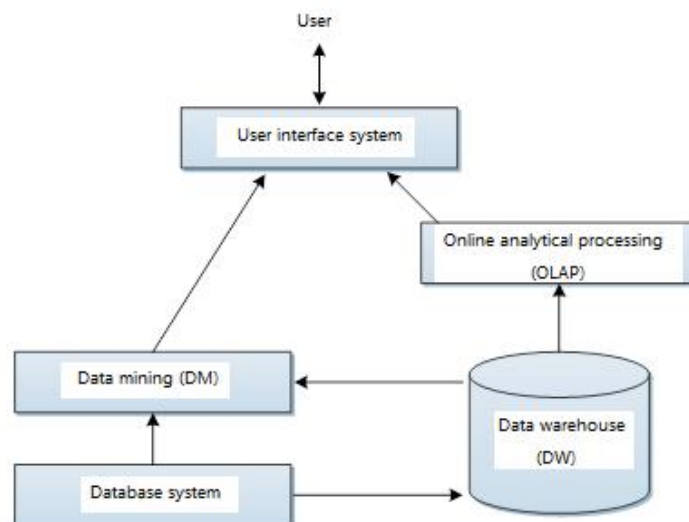 User
User interface system
Online analytical processing
(OLAP)
Data mining (DM)
Data warehouse
(DW)
Database system